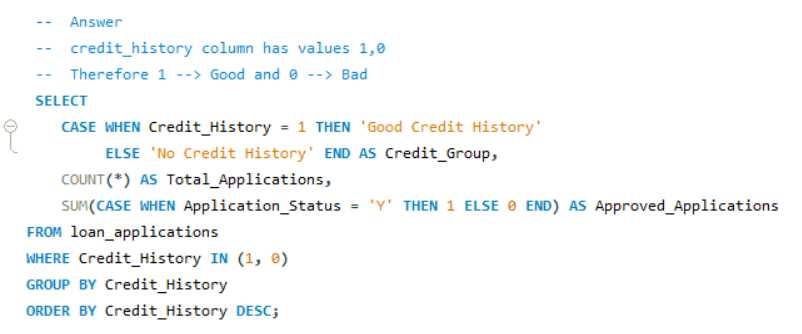 -- Answer
-- credit_history column has values 1,0
-- Therefore 1 --> Good and 0 --> Bad
SELECT
CASE WHEN Credit_History = 1 THEN 'Good Credit History'
ELSE 'No Credit History' END AS Credit_Group,
COUNT(*) AS Total_Applications,
SUM(CASE WHEN Application_Status = 'Y' THEN 1 ELSE 0 END) AS Approved_Applications
FROM loan_applications
WHERE Credit_History IN (1, 0)
GROUP BY Credit_History
ORDER BY Credit_History DESC;